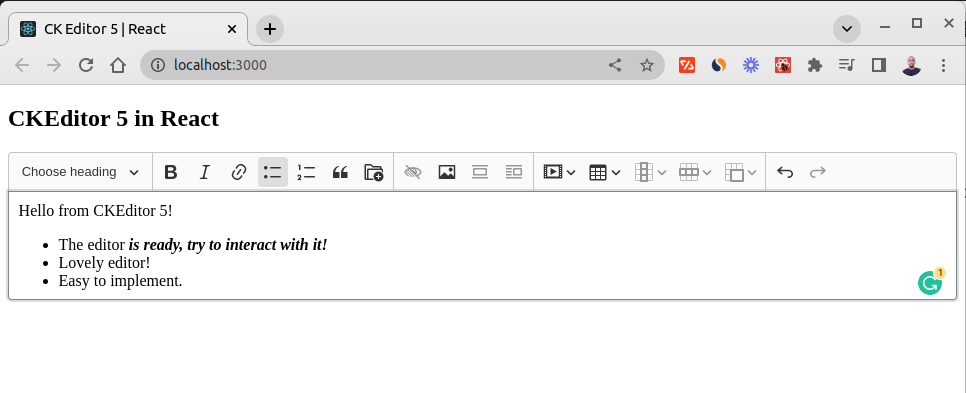 CK Editor 5 | React
localhost:3000
CKEditor 5 in React
Choose heading
Hello from CKEditor 5!
The editor is ready, try to interact with it!
Lovely editor!
Easy to implement.
1